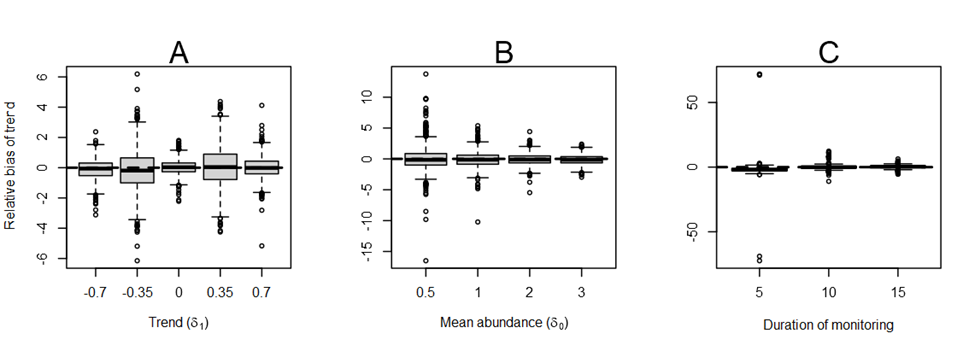 A
B
C
Relative bias of trend
6
4
2
0
-2
-4
-6
10
5
0
-5
-10
-15
50
0
-50
-0.7 -0.35 0 0.35 0.7
0.5 1 2 3
5 10 15
Trend (δ₁)
Mean abundance (δ₀)
Duration of monitoring